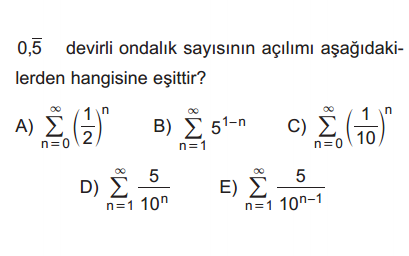 0,5̅ devirli ondalık sayısının açılımı aşağıdaki-
lerden hangisine eşittir?
A) ∑_{n=0}^{∞} (1/2)^n B) ∑_{n=1}^{∞} 5^{1-n} C) ∑_{n=0}^{∞} (1/10)^n
D) ∑_{n=1}^{∞} 5/10^n E) ∑_{n=1}^{∞} 5/10^{n-1}